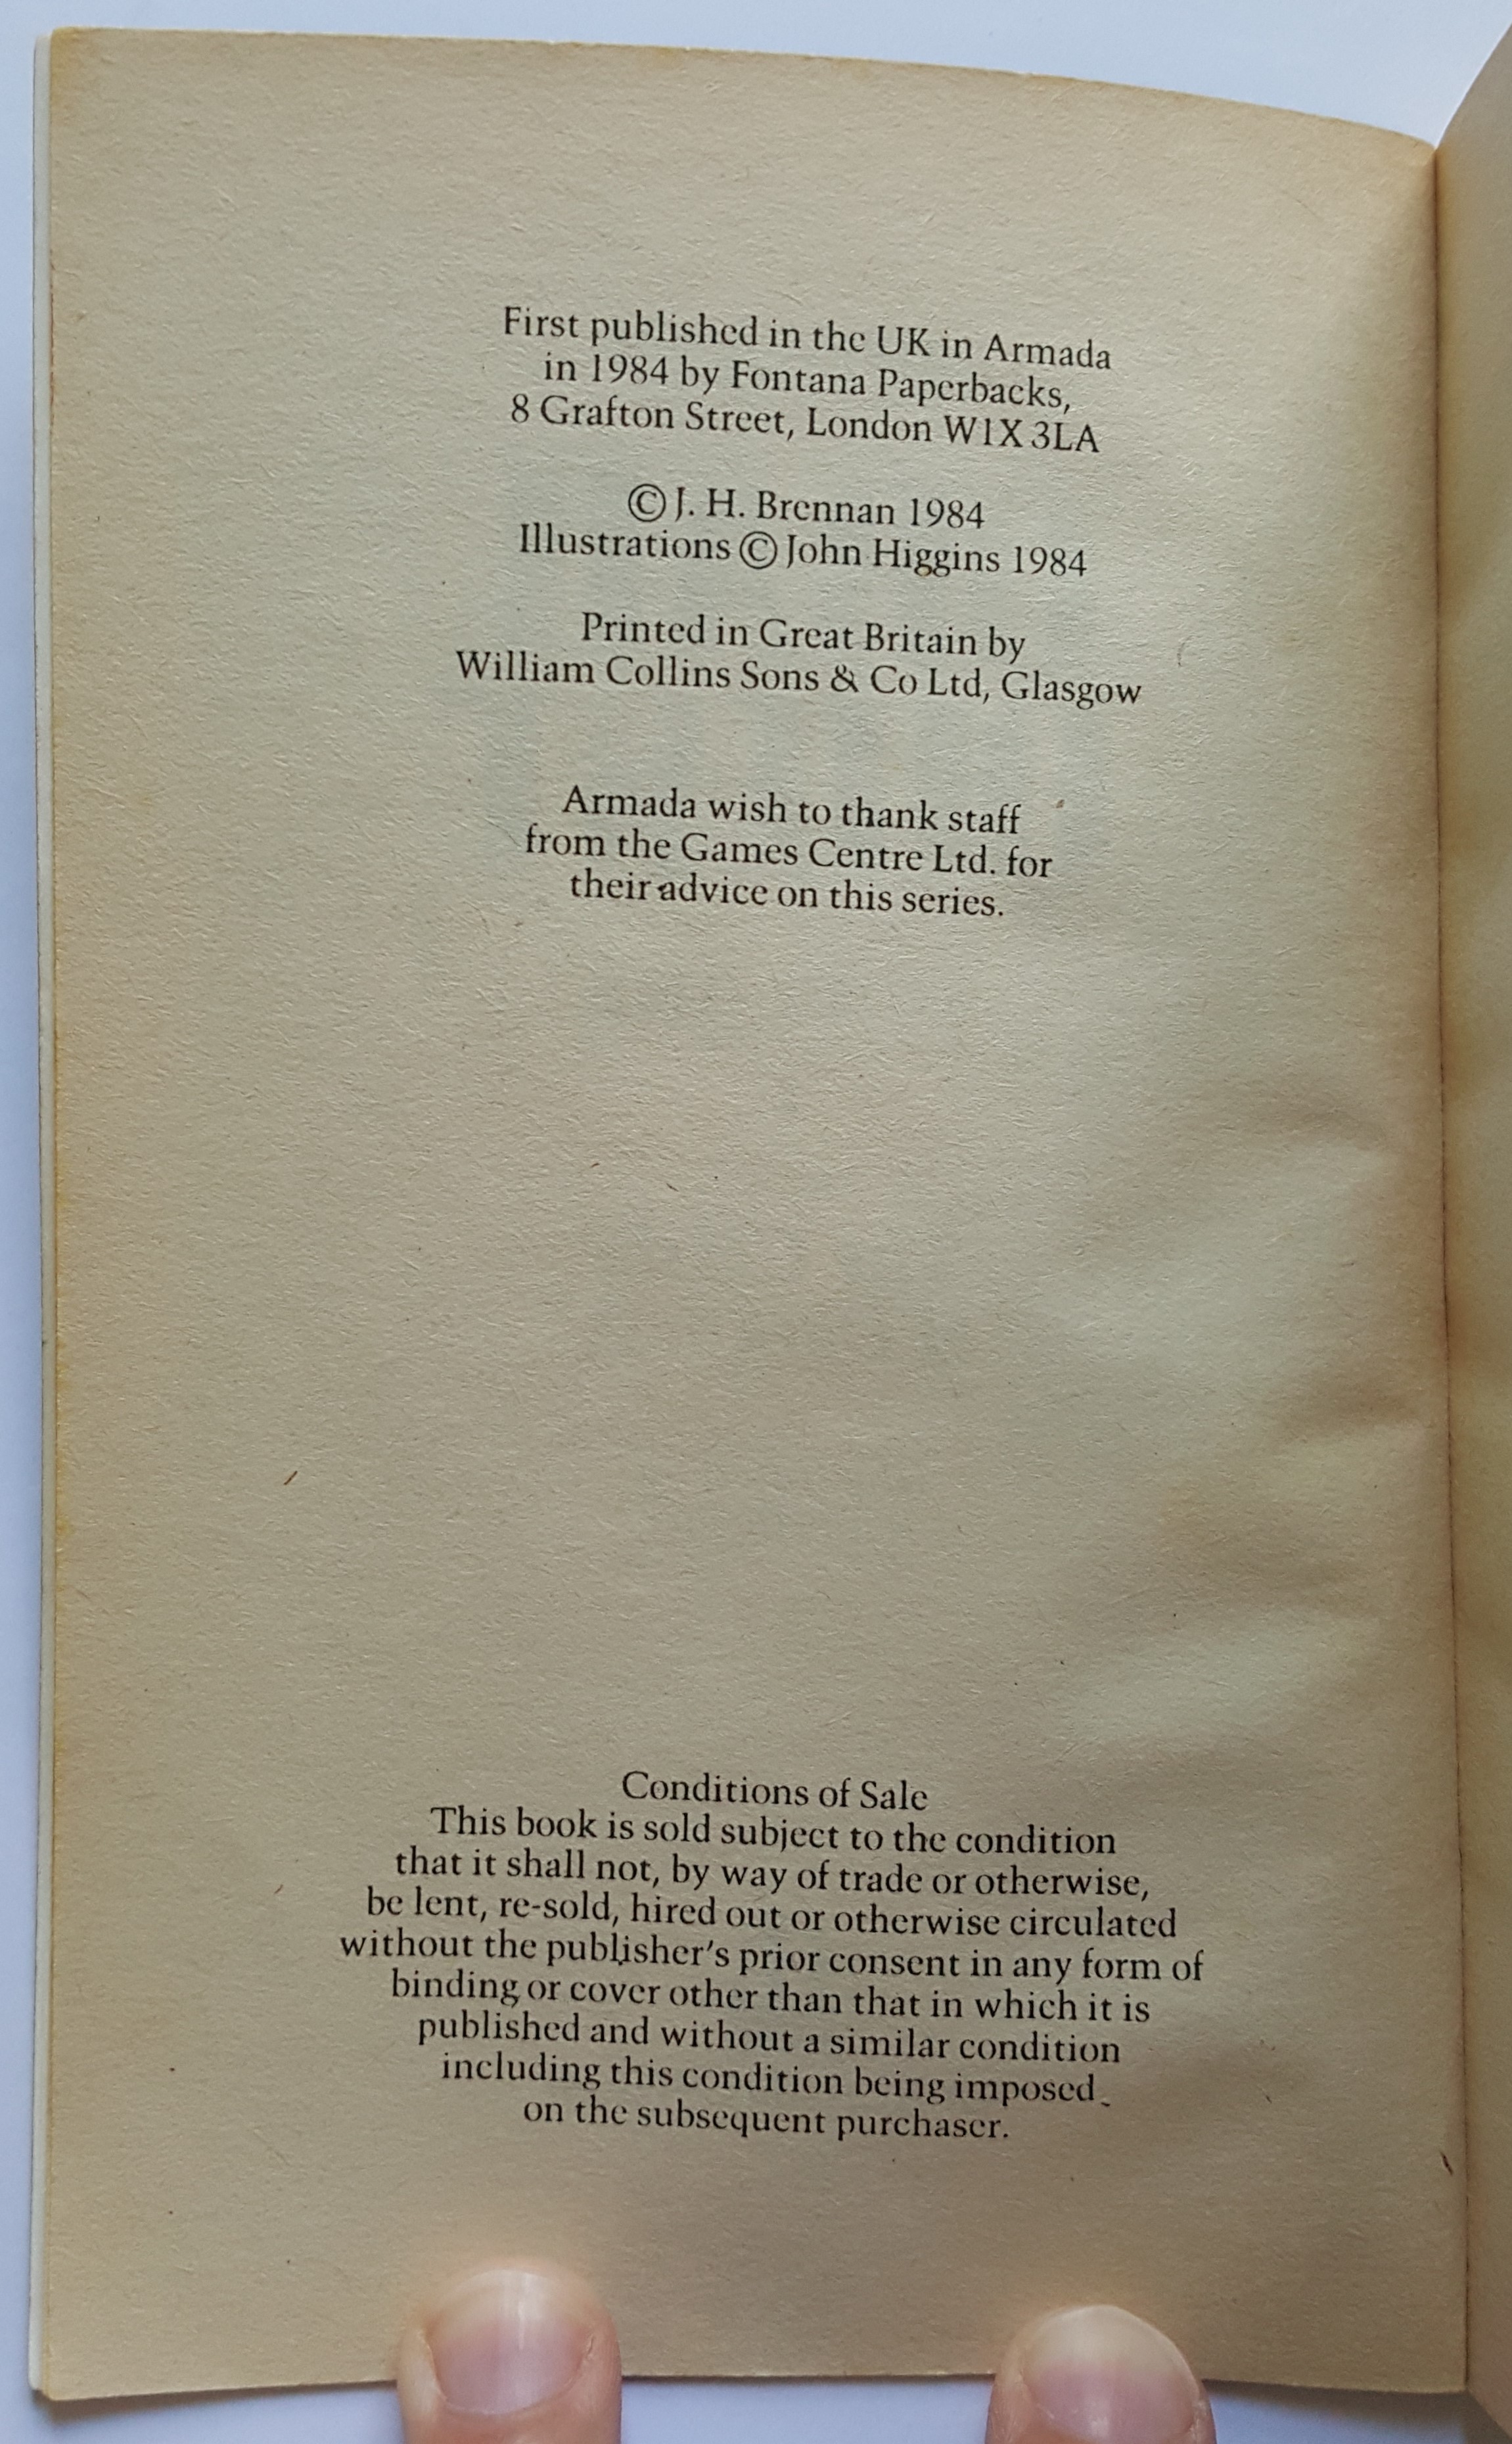 First published in the UK in Armada
in 1984 by Fontana Paperbacks,
8 Grafton Street, London W1X 3LA
© J. H. Brennan 1984
Illustrations © John Higgins 1984
Printed in Great Britain by
William Collins Sons & Co Ltd, Glasgow
Armada wish to thank staff
from the Games Centre Ltd. for
their advice on this series.
Conditions of Sale
This book is sold subject to the condition
that it shall not, by way of trade or otherwise,
be lent, re-sold, hired out or otherwise circulated
without the publisher's prior consent in any form of
binding or cover other than that in which it is
published and without a similar condition
including this condition being imposed
on the subsequent purchaser.